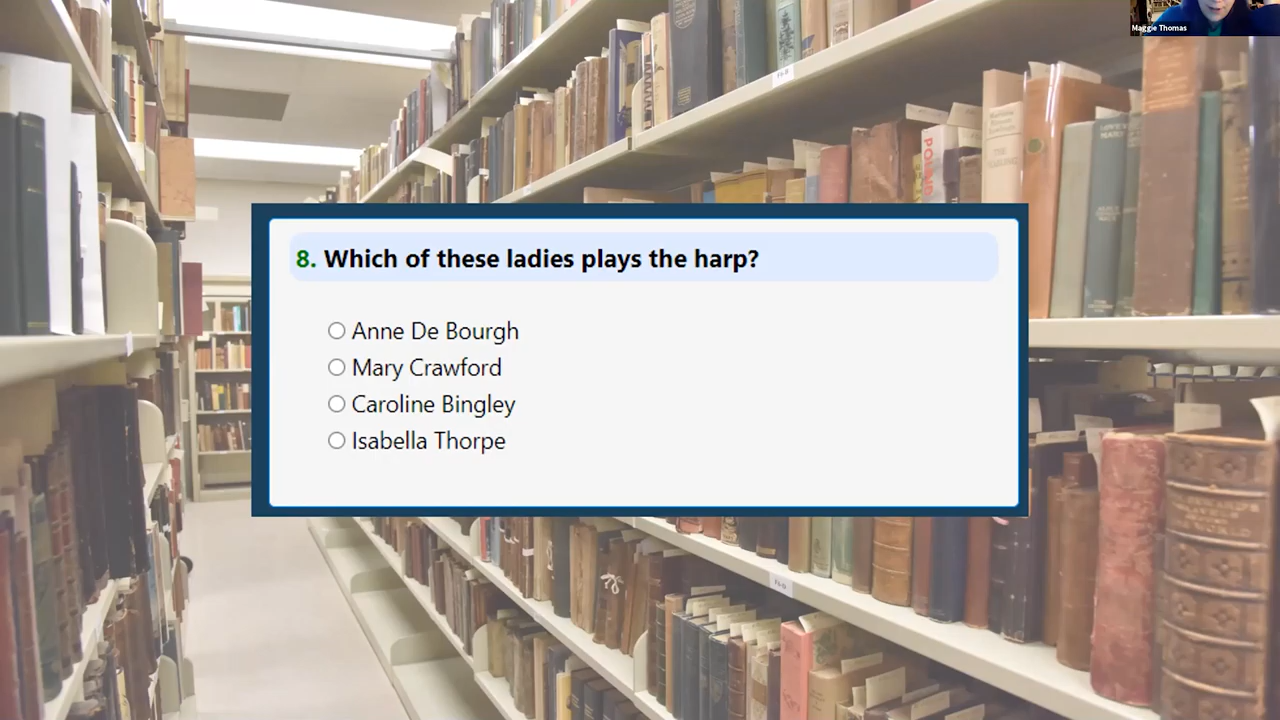 Maggie Thomas
8. Which of these ladies plays the harp?
Anne De Bourgh
Mary Crawford
Caroline Bingley
Isabella Thorpe